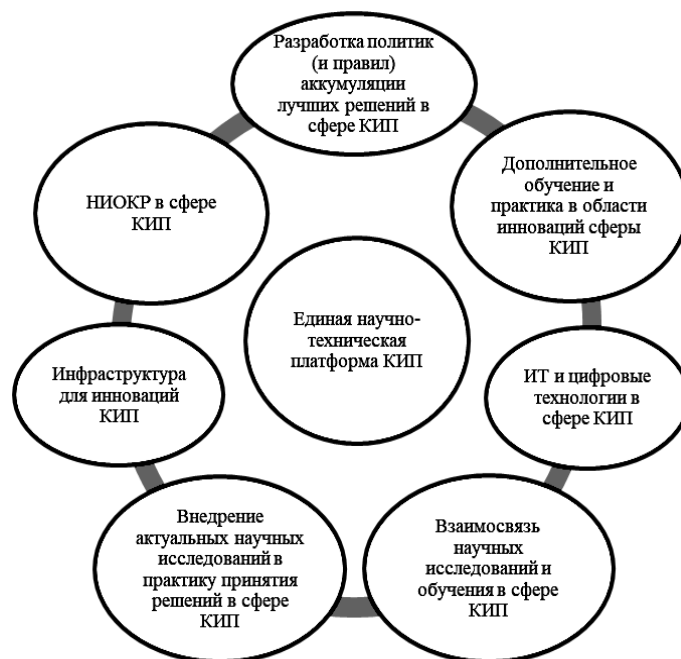 Разработка политик
(и правил)
аккумуляции
лучших решений в
сфере КИП
Дополнительное
обучение и
практика в области
инноваций сферы
КИП
НИОКР в сфере
КИП
Единая научно-
техническая
платформа КИП
Инфраструктура
для инноваций
КИП
ИТ и цифровые
технологии в
сфере КИП
Внедрение
актуальных научных
исследований в
практику принятия
решений в сфере
КИП
Взаимосвязь
научных
исследований и
обучения в сфере
КИП